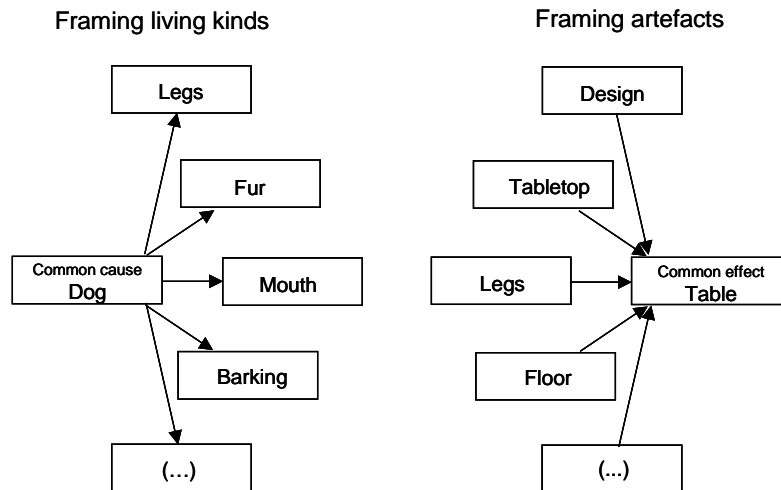 Framing living kinds
Legs
Fur
Common cause
Dog
Mouth
Barking
(...)
Framing artefacts
Design
Tabletop
Legs
Common effect
Table
Floor
(...)